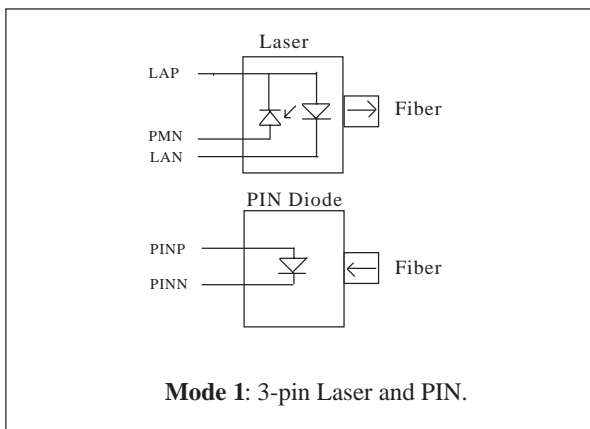 Laser
LAP
Fiber
PMN
LAN
PIN Diode
PINP
Fiber
PINN
Mode 1: 3-pin Laser and PIN.